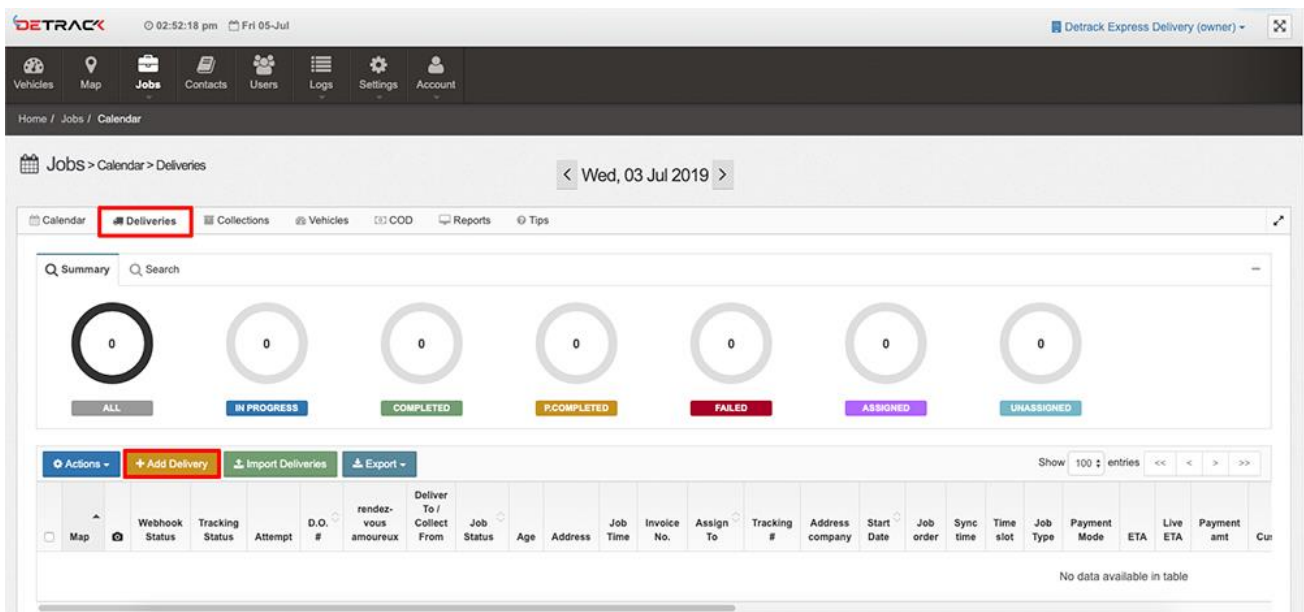 DETRACK 02:52:18 pm Fri 05-Jul Detrack Express Delivery (owner)
Vehicles Map Jobs Contacts Users Logs Settings Account
Home / Jobs / Calendar
Jobs > Calendar > Deliveries
< Wed, 03 Jul 2019 >
Calendar Deliveries Collections Vehicles COD Reports Tips
Summary Search
0 0 0 0 0 0 0
ALL IN PROGRESS COMPLETED P.COMPLETED FAILED ASSIGNED UNASSIGNED
Actions + Add Delivery Import Deliveries Export Show 100 entries << < > >>
Map Webhook Status Tracking Status Attempt D.O. # rendez-vous amoureux Deliver To / Collect From Job Status Age Address Job Time Invoice No. Assign To Tracking # Address company Start Date Job order Sync time Time slot Job Type Payment Mode ETA Live ETA Payment amt Cu
No data available in table